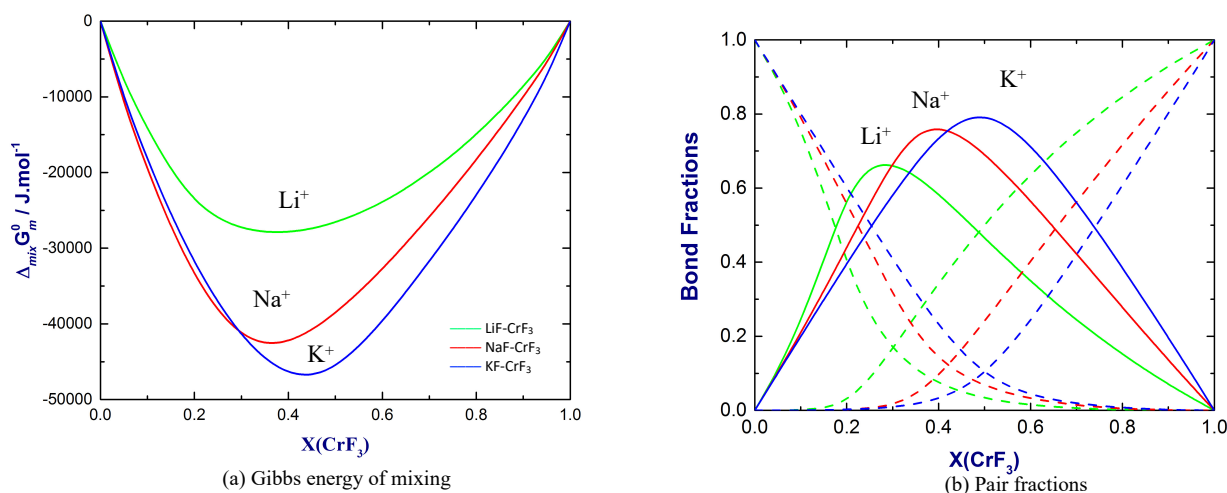 0
-10000
-20000
-30000
-40000
-50000
Δ_mix G⁰_m / J.mol⁻¹
Li⁺
Na⁺
K⁺
LiF-CrF₃
NaF-CrF₃
KF-CrF₃
0.0 0.2 0.4 0.6 0.8 1.0
X(CrF₃)
(a) Gibbs energy of mixing
1.0
0.8
0.6
0.4
0.2
0.0
Bond Fractions
K⁺
Na⁺
Li⁺
0.0 0.2 0.4 0.6 0.8 1.0
X(CrF₃)
(b) Pair fractions